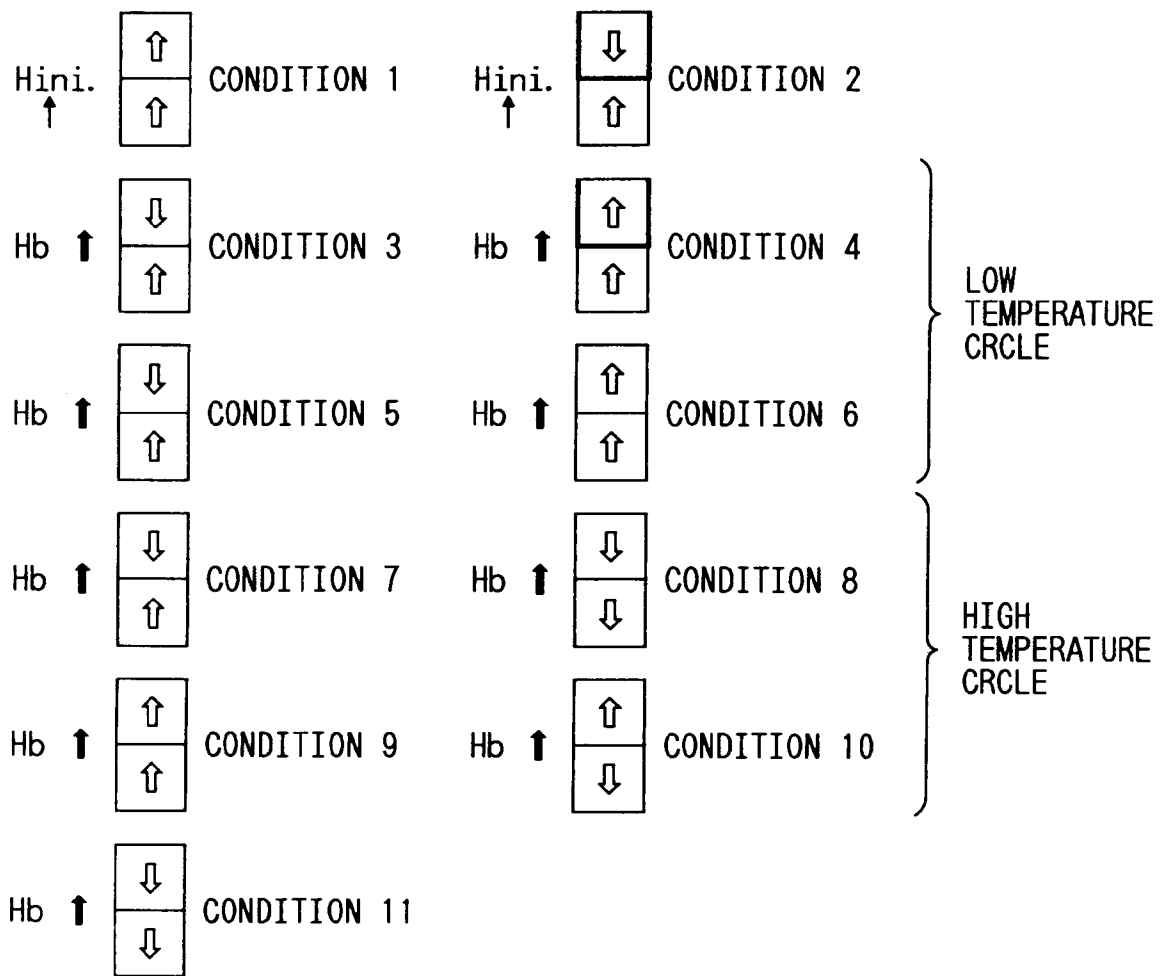 Hini. CONDITION 1 Hini. CONDITION 2
Hb CONDITION 3 Hb CONDITION 4
LOW
TEMPERATURE
CRCLE
Hb CONDITION 5 Hb CONDITION 6
Hb CONDITION 7 Hb CONDITION 8
HIGH
TEMPERATURE
CRCLE
Hb CONDITION 9 Hb CONDITION 10
Hb CONDITION 11